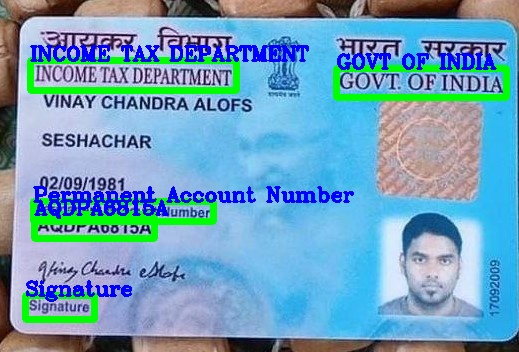 आयकर विभाग
भारत सरकार
INCOME TAX DEPARTMENT
GOVT OF INDIA
INCOME TAX DEPARTMENT
GOVT. OF INDIA
VINAY CHANDRA ALOFS
SESHACHAR
02/09/1981
Permanent Account Number
AQDPA6815A
Number
AQDPA6815A
Vinay Chandra Alofs
Signature
Signature
17092009